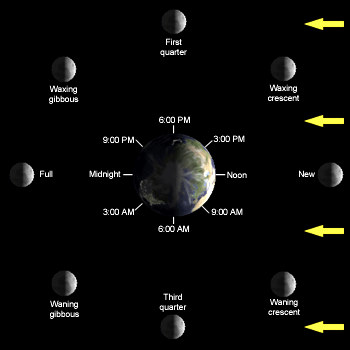 First
quarter
Waxing
gibbous
Waxing
crescent
6:00 PM
9:00 PM
3:00 PM
Full
Midnight
Noon
New
3:00 AM
9:00 AM
6:00 AM
Waning
gibbous
Third
quarter
Waning
crescent